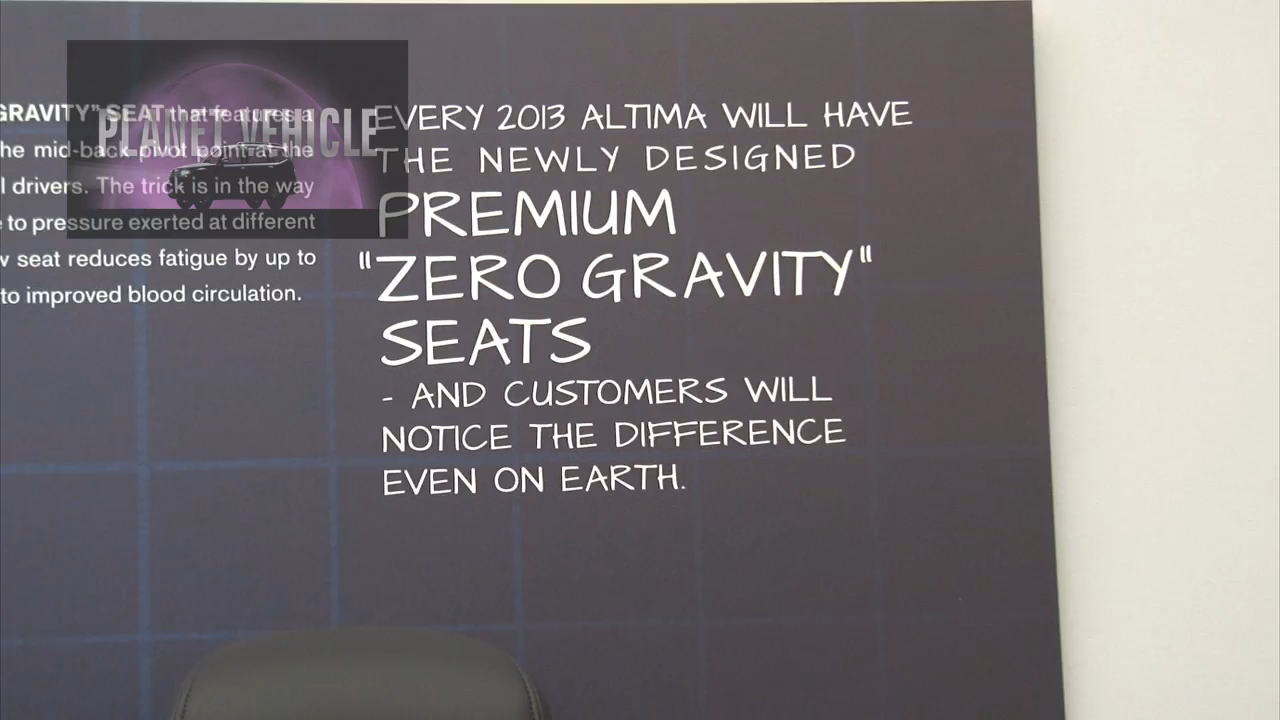 GRAVITY" SEAT that features a
he mid-back pivot point at the
l drivers. The trick is in the way
e to pressure exerted at different
w seat reduces fatigue by up to
to improved blood circulation.
PLANET VEHICLE
EVERY 2013 ALTIMA WILL HAVE
THE NEWLY DESIGNED
PREMIUM
"ZERO GRAVITY"
SEATS
- AND CUSTOMERS WILL
NOTICE THE DIFFERENCE
EVEN ON EARTH.